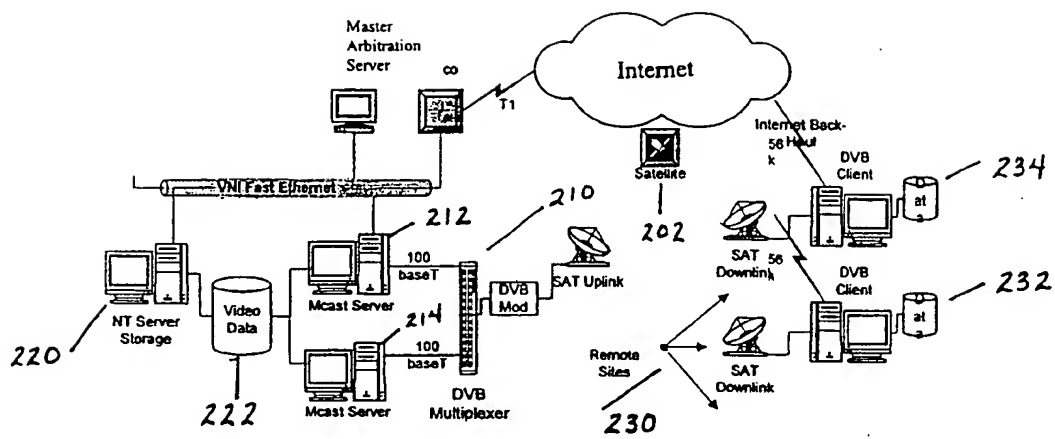 Master
Arbitration
Server
∞
T1
Internet
Internet Back-
Haul
56
k
DVB
Client
234
at
a
Satellite
202
VNI Fast Ethernet
212
210
100
baseT
SAT Uplink
SAT
Downlink
56
k
DVB
Client
232
at
a
NT Server
Storage
220
Video
Data
222
Mcast Server
214
100
baseT
Mcast Server
DVB
Mod
DVB
Multiplexer
Remote
Sites
230
SAT
Downlink